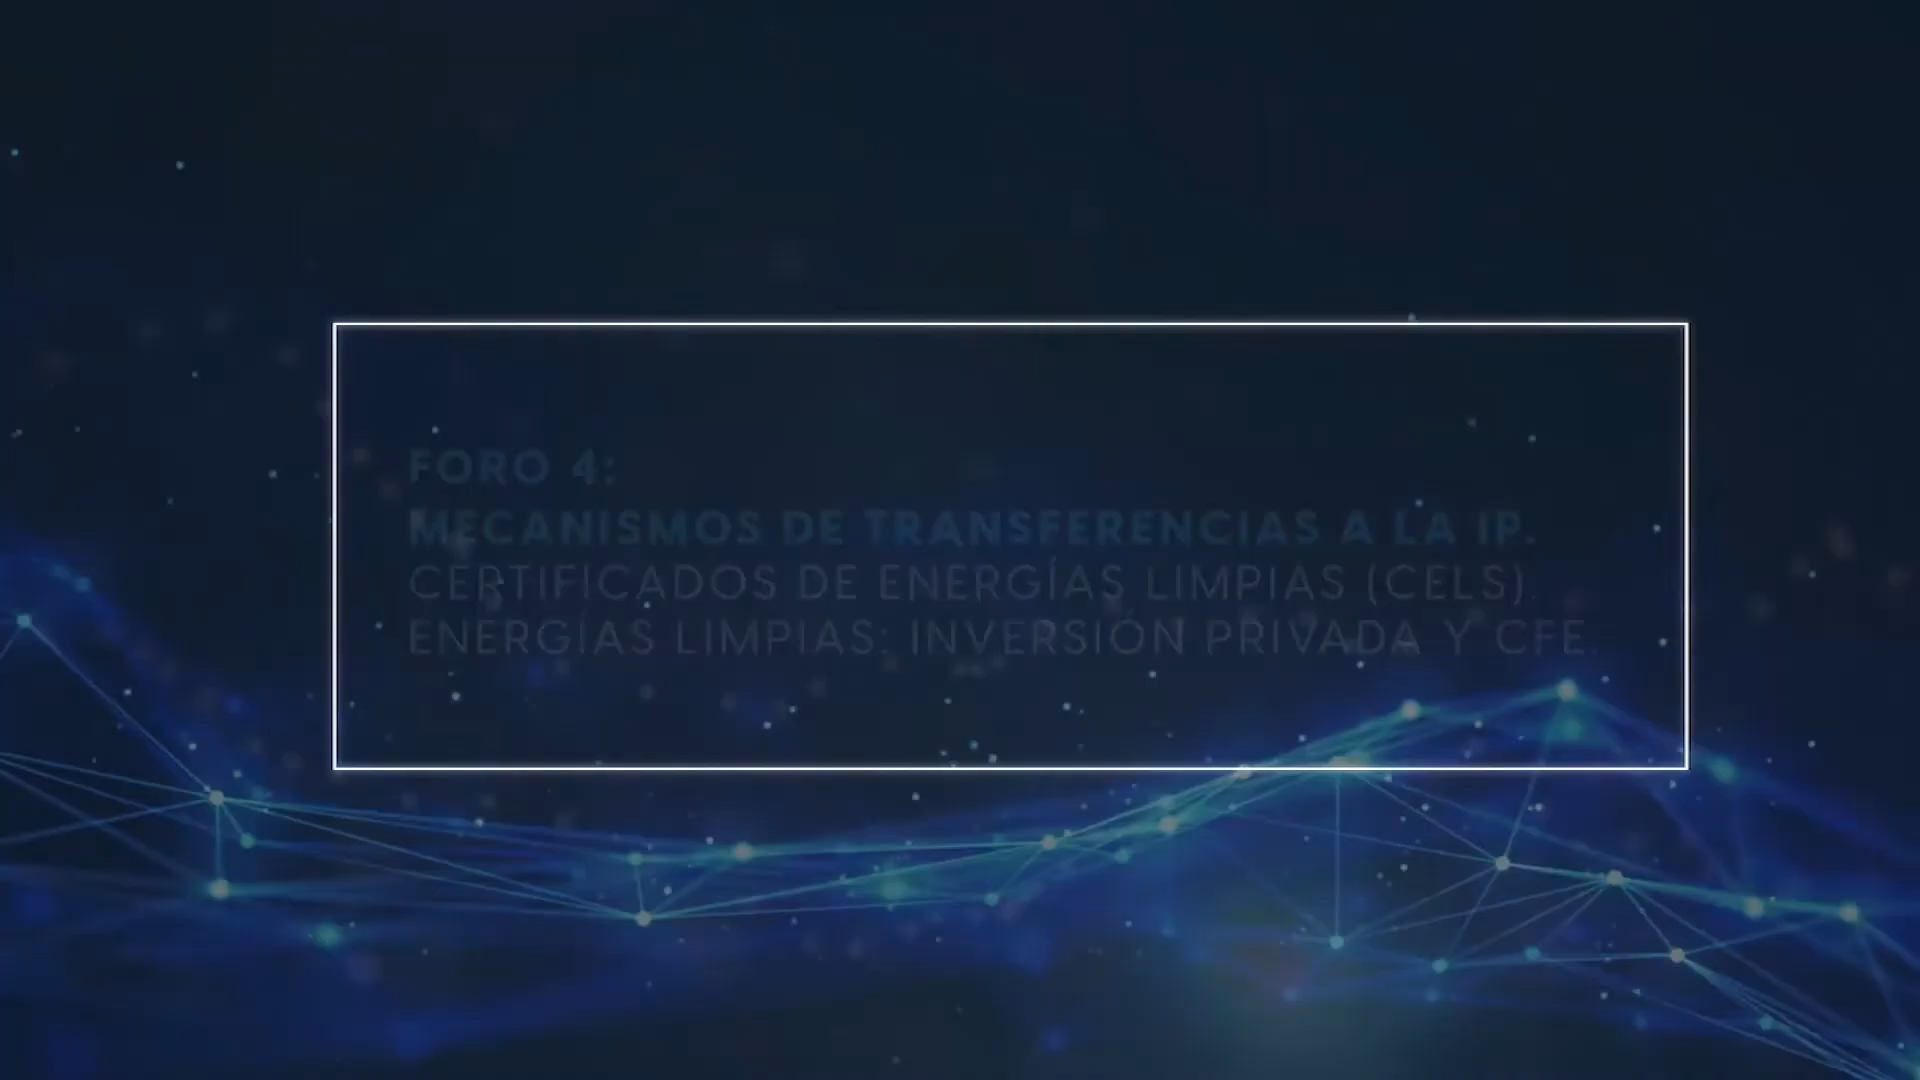 FORO 4:
MECANISMOS DE TRANSFERENCIAS A LA IP.
CERTIFICADOS DE ENERGÍAS LIMPIAS (CELS).
ENERGÍAS LIMPIAS: INVERSIÓN PRIVADA Y CFE.